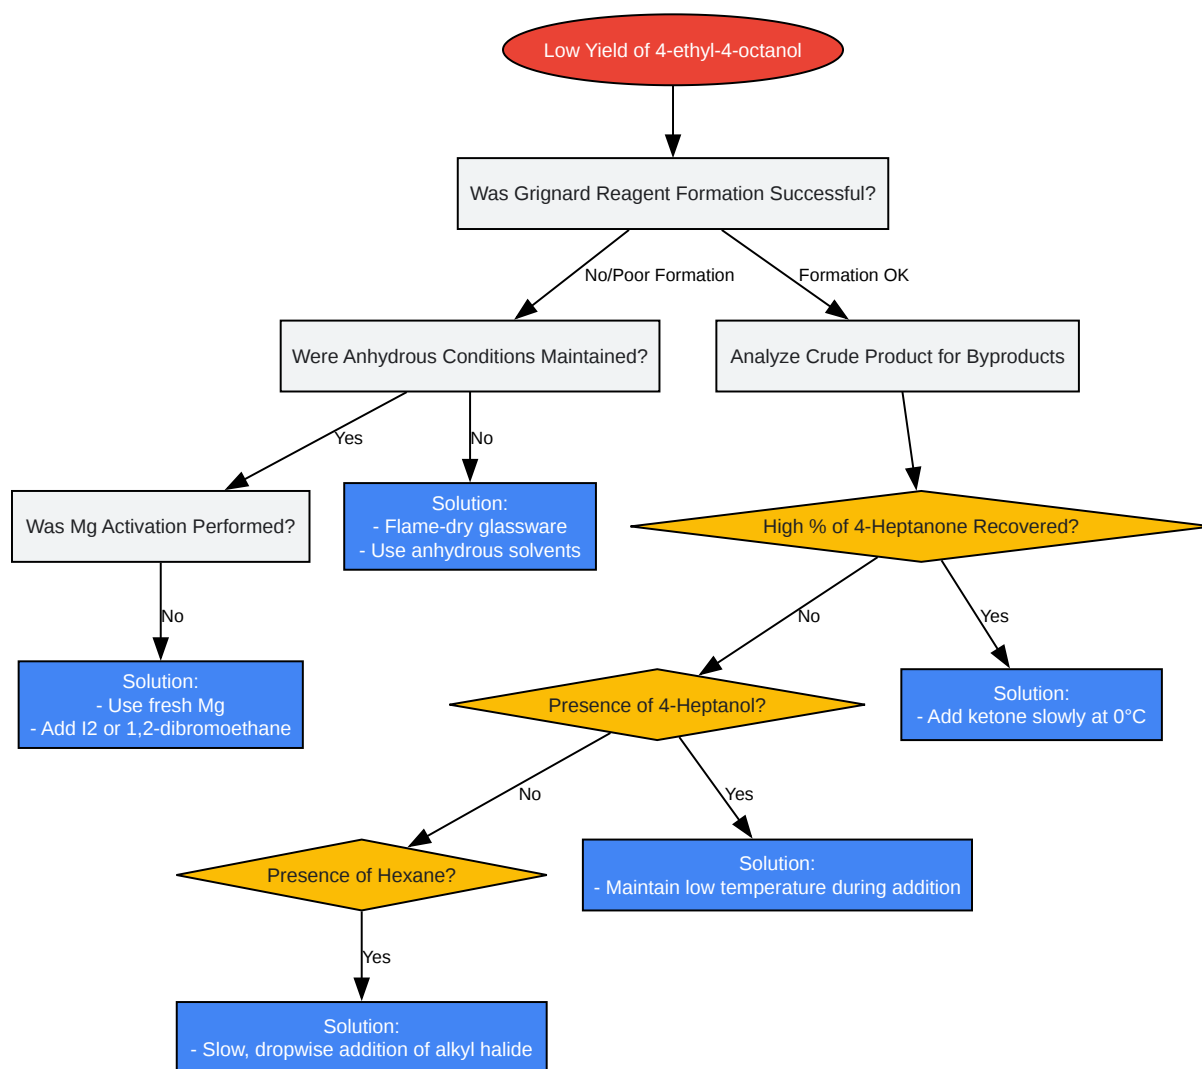 Low Yield of 4-ethyl-4-octanol
Was Grignard Reagent Formation Successful?
No/Poor Formation
Formation OK
Were Anhydrous Conditions Maintained?
Analyze Crude Product for Byproducts
Yes
No
Was Mg Activation Performed?
Solution:
- Flame-dry glassware
- Use anhydrous solvents
High % of 4-Heptanone Recovered?
No
No
Yes
Solution:
- Use fresh Mg
- Add I2 or 1,2-dibromoethane
Presence of 4-Heptanol?
Solution:
- Add ketone slowly at 0°C
No
Yes
Presence of Hexane?
Solution:
- Maintain low temperature during addition
Yes
Solution:
- Slow, dropwise addition of alkyl halide